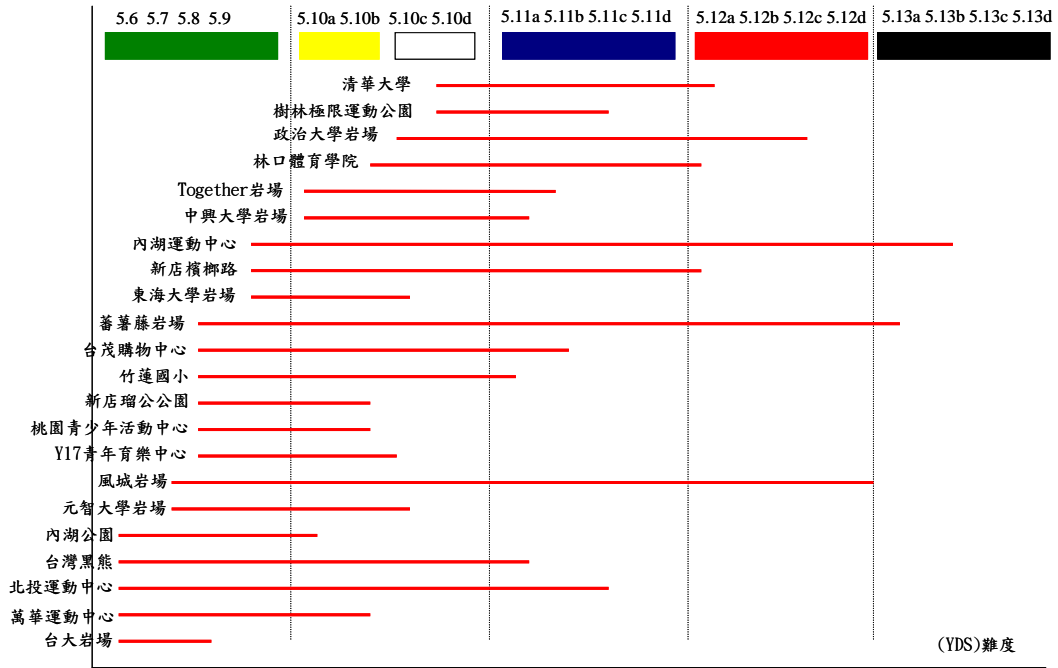 5.6 5.7 5.8 5.9 5.10a 5.10b 5.10c 5.10d 5.11a 5.11b 5.11c 5.11d 5.12a 5.12b 5.12c 5.12d 5.13a 5.13b 5.13c 5.13d
清華大學
樹林極限運動公園
政治大學岩場
林口體育學院
Together岩場
中興大學岩場
內湖運動中心
新店檳榔路
東海大學岩場
蕃薯藤岩場
台茂購物中心
竹蓮國小
新店瑠公公園
桃園青少年活動中心
Y17青年育樂中心
風城岩場
元智大學岩場
內湖公園
台灣黑熊
北投運動中心
萬華運動中心
台大岩場
(YDS)難度